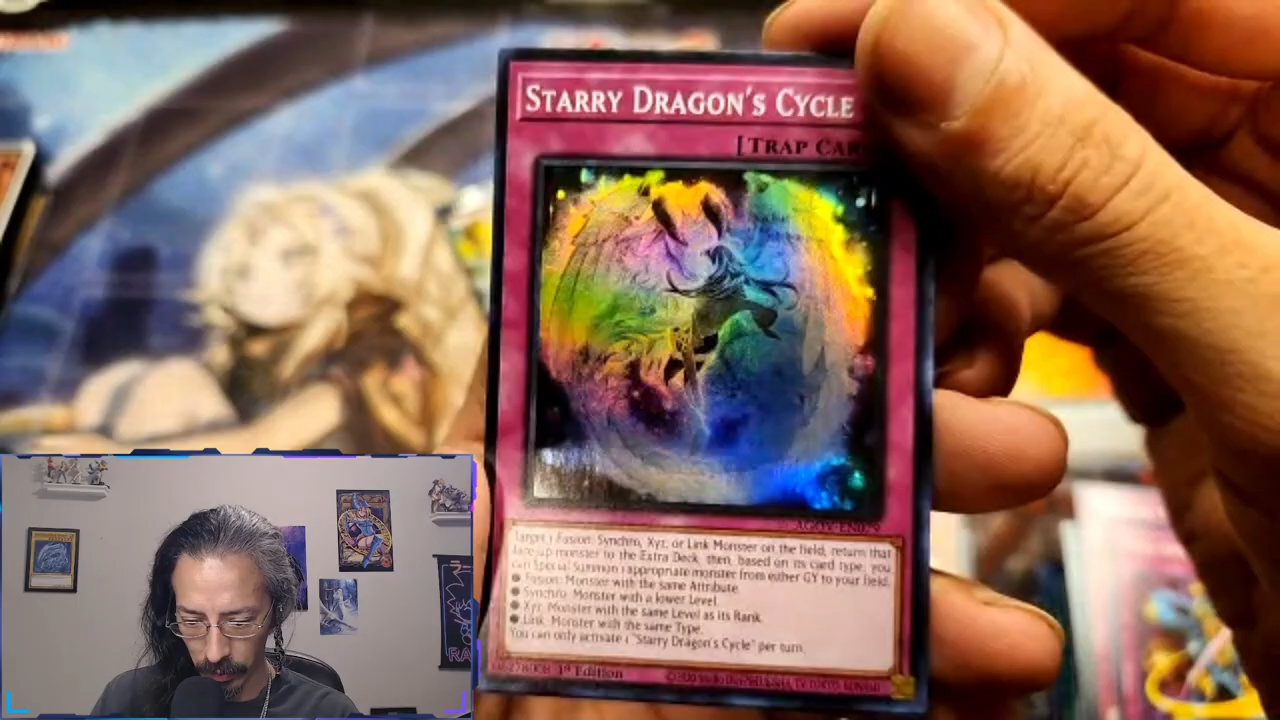 STARRY DRAGON'S CYCLE
[TRAP CAR
AGOV-EN079
Target 1 Fusion, Synchro, Xyz, or Link Monster on the field; return that
face-up monster to the Extra Deck, then, based on its card type, you
can Special Summon 1 appropriate monster from either GY to your field.
● Fusion: Monster with the same Attribute.
● Synchro: Monster with a lower Level.
● Xyz: Monster with the same Level as its Rank.
● Link: Monster with the same Type.
You can only activate 1 "Starry Dragon's Cycle" per turn.
1st Edition
RA